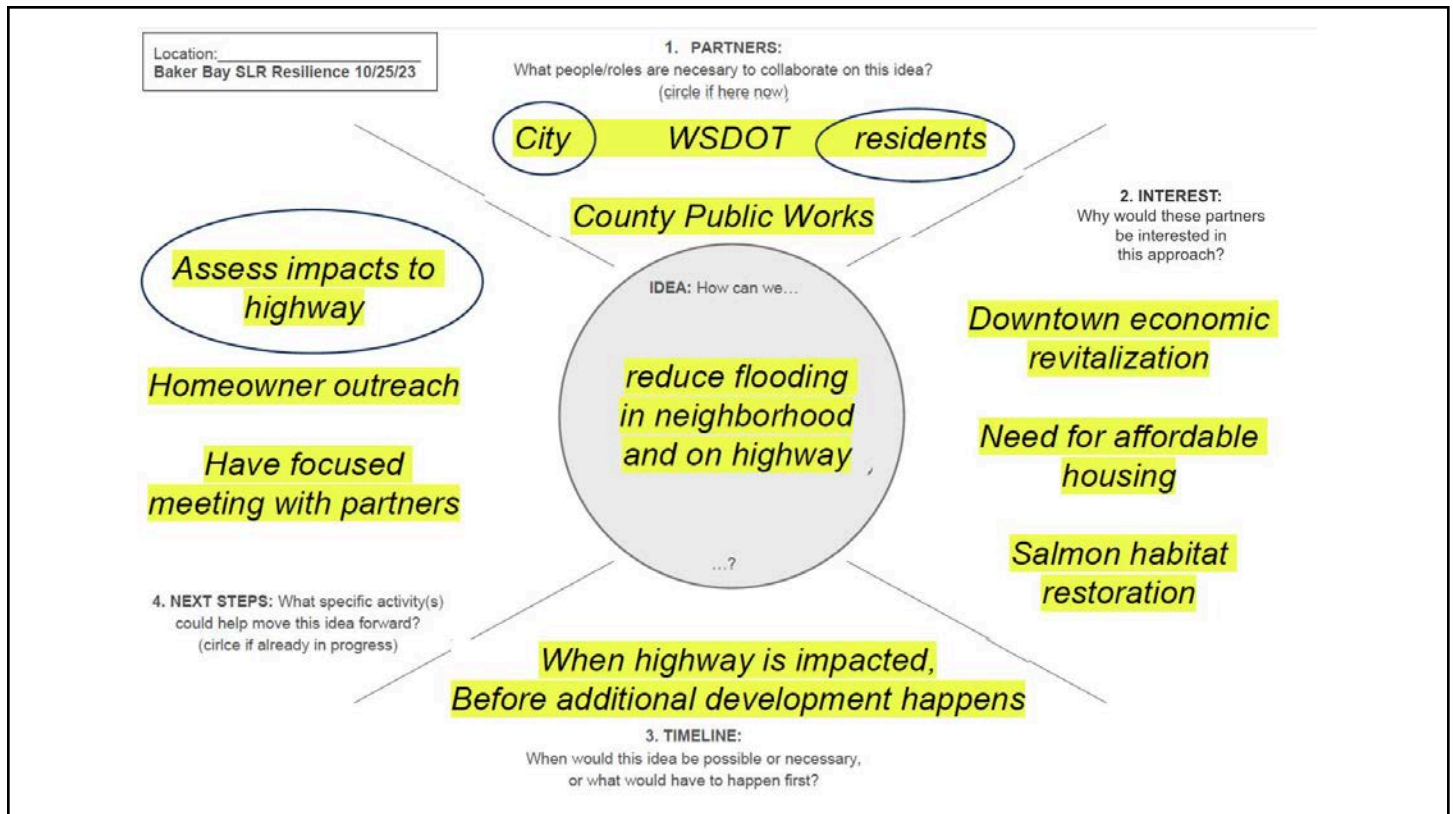 Location:____________________________
Baker Bay SLR Resilience 10/25/23
1. PARTNERS:
What people/roles are necesary to collaborate on this idea?
(circle if here now)
City WSDOT residents
County Public Works
2. INTEREST:
Why would these partners
be interested in
this approach?
Downtown economic
revitalization
Need for affordable
housing
Salmon habitat
restoration
IDEA: How can we...
reduce flooding
in neighborhood
and on highway
...?
When highway is impacted,
Before additional development happens
3. TIMELINE:
When would this idea be possible or necessary,
or what would have to happen first?
Assess impacts to
highway
Homeowner outreach
Have focused
meeting with partners
4. NEXT STEPS: What specific activity(s)
could help move this idea forward?
(cirlce if already in progress)